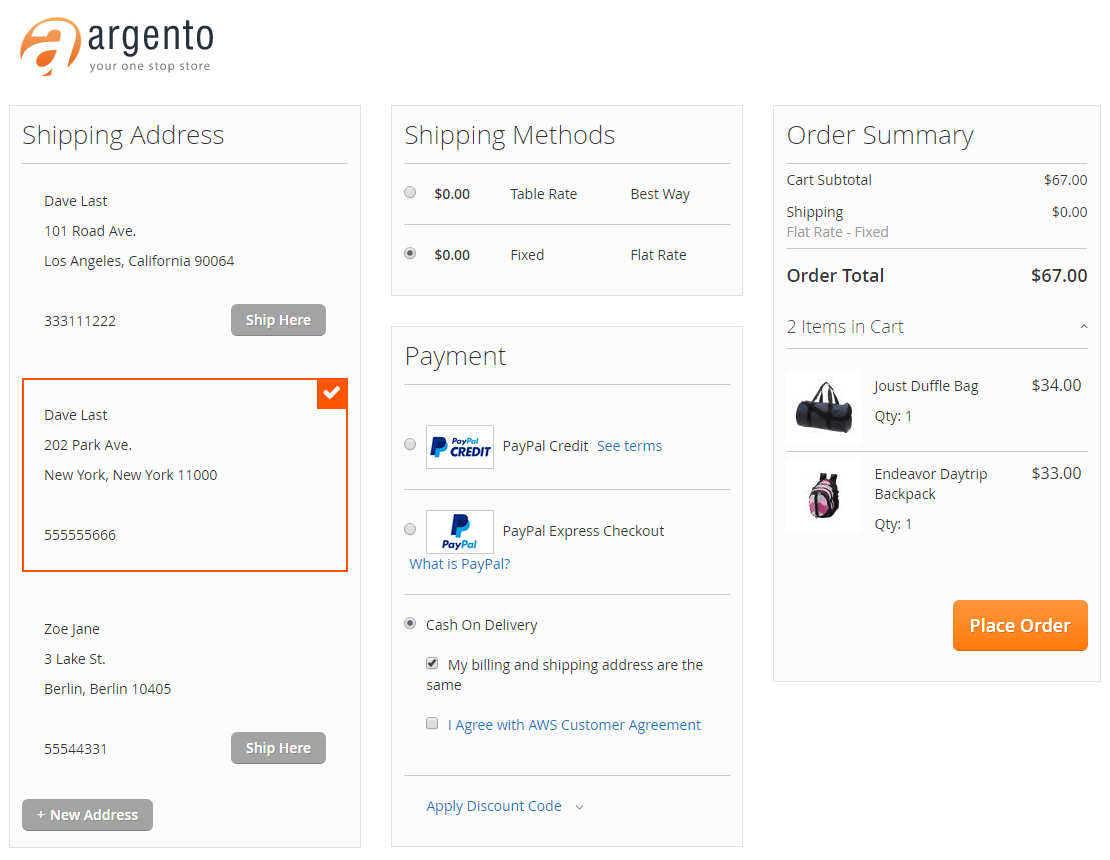 argento
your one stop store
Shipping Address
Dave Last
101 Road Ave.
Los Angeles, California 90064
333111222
Ship Here
Dave Last
202 Park Ave.
New York, New York 11000
555555666
Zoe Jane
3 Lake St.
Berlin, Berlin 10405
55544331
Ship Here
+ New Address
Shipping Methods
$0.00 Table Rate Best Way
$0.00 Fixed Flat Rate
Payment
PayPal CREDIT PayPal Credit See terms
PayPal PayPal Express Checkout
What is PayPal?
Cash On Delivery
My billing and shipping address are the
same
I Agree with AWS Customer Agreement
Apply Discount Code
Order Summary
Cart Subtotal $67.00
Shipping $0.00
Flat Rate - Fixed
Order Total $67.00
2 Items in Cart
Joust Duffle Bag $34.00
Qty: 1
Endeavor Daytrip $33.00
Backpack
Qty: 1
Place Order